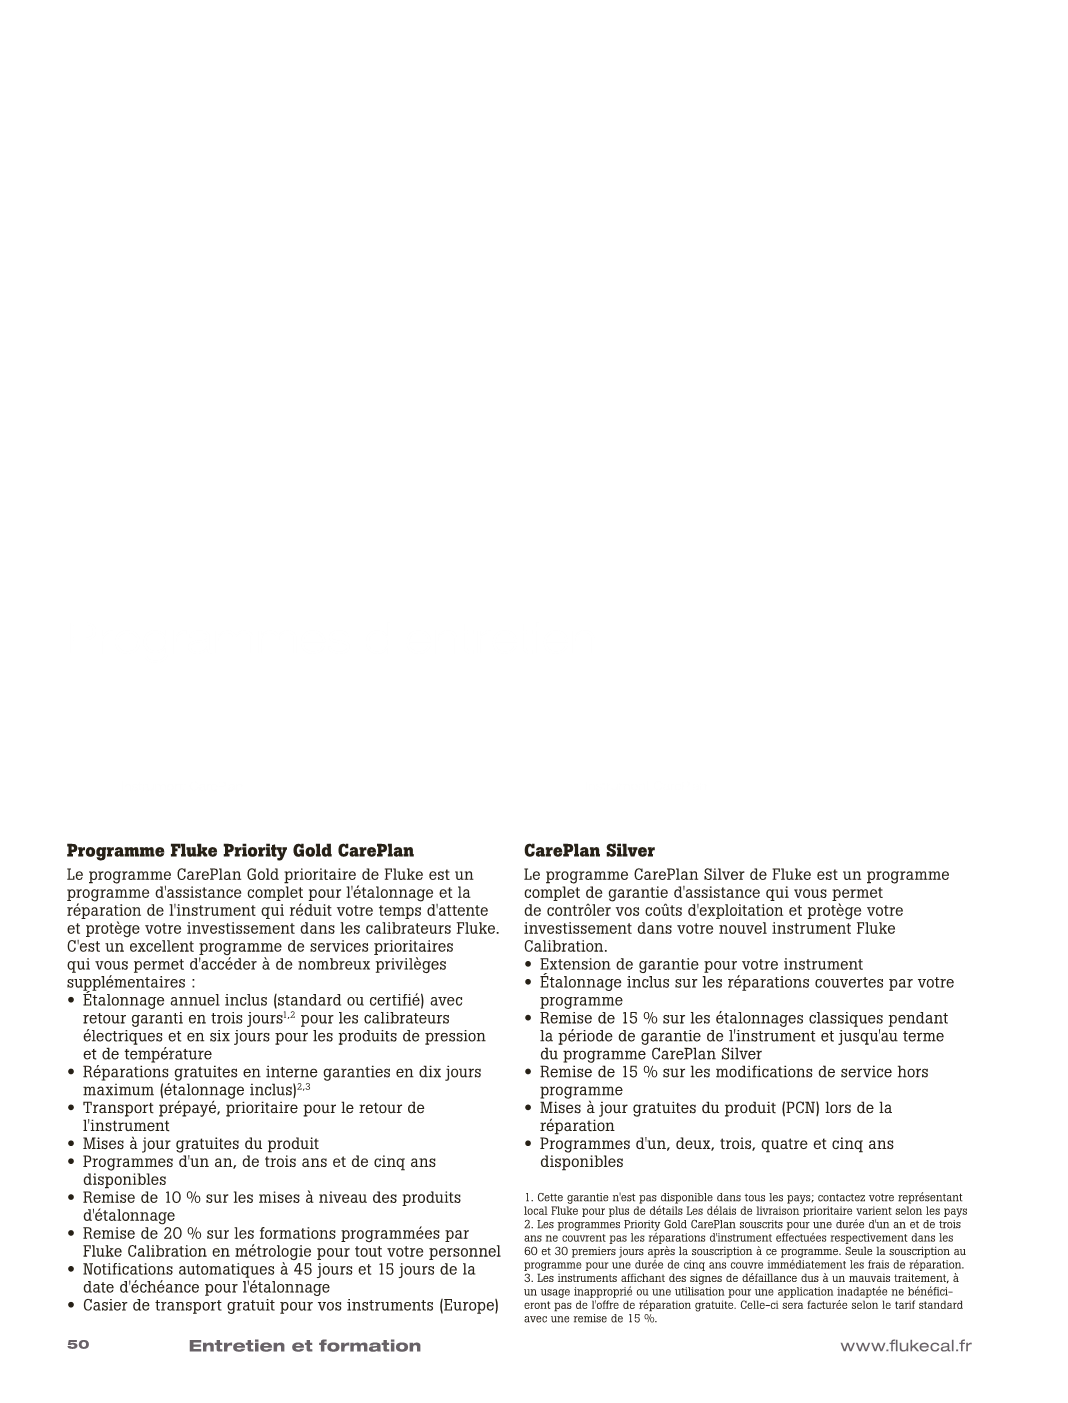 Programme Fluke Priority Gold CarePlan
Le programme CarePlan Gold prioritaire de Fluke est un
programme d'assistance complet pour l'étalonnage et la
réparation de l'instrument qui réduit votre temps d'attente
et protège votre investissement dans les calibrateurs Fluke.
C'est un excellent programme de services prioritaires
qui vous permet d'accéder à de nombreux privilèges
supplémentaires :
• Étalonnage annuel inclus (standard ou certifié) avec
retour garanti en trois jours1,2 pour les calibrateurs
électriques et en six jours pour les produits de pression
et de température
• Réparations gratuites en interne garanties en dix jours
maximum (étalonnage inclus)2,3
• Transport prépayé, prioritaire pour le retour de
l'instrument
• Mises à jour gratuites du produit
• Programmes d'un an, de trois ans et de cinq ans
disponibles
• Remise de 10 % sur les mises à niveau des produits
d'étalonnage
• Remise de 20 % sur les formations programmées par
Fluke Calibration en métrologie pour tout votre personnel
• Notifications automatiques à 45 jours et 15 jours de la
date d'échéance pour l'étalonnage
• Casier de transport gratuit pour vos instruments (Europe)
CarePlan Silver
Le programme CarePlan Silver de Fluke est un programme
complet de garantie d'assistance qui vous permet
de contrôler vos coûts d'exploitation et protège votre
investissement dans votre nouvel instrument Fluke
Calibration.
• Extension de garantie pour votre instrument
• Étalonnage inclus sur les réparations couvertes par votre
programme
• Remise de 15 % sur les étalonnages classiques pendant
la période de garantie de l'instrument et jusqu'au terme
du programme CarePlan Silver
• Remise de 15 % sur les modifications de service hors
programme
• Mises à jour gratuites du produit (PCN) lors de la
réparation
• Programmes d'un, deux, trois, quatre et cinq ans
disponibles
1. Cette garantie n'est pas disponible dans tous les pays; contactez votre représentant
local Fluke pour plus de détails Les délais de livraison prioritaire varient selon les pays
2. Les programmes Priority Gold CarePlan souscrits pour une durée d'un an et de trois
ans ne couvrent pas les réparations d'instrument effectuées respectivement dans les
60 et 30 premiers jours après la souscription à ce programme. Seule la souscription au
programme pour une durée de cinq ans couvre immédiatement les frais de réparation.
3. Les instruments affichant des signes de défaillance dus à un mauvais traitement, à
un usage inapproprié ou une utilisation pour une application inadaptée ne bénéfici-
eront pas de l'offre de réparation gratuite. Celle-ci sera facturée selon le tarif standard
avec une remise de 15 %.
50 Entretien et formation www.flukecal.fr